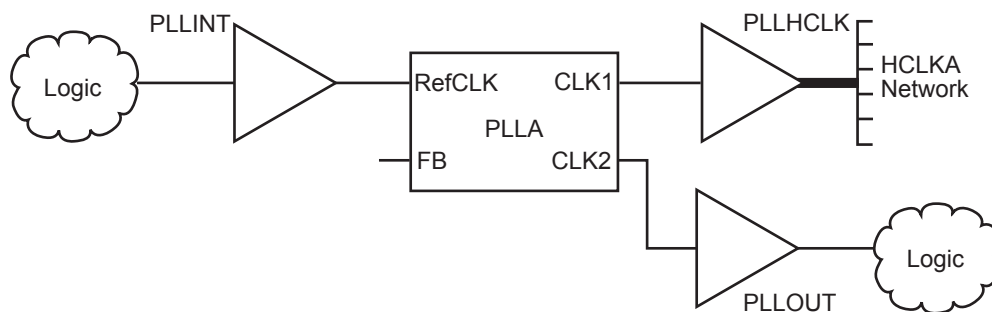 PLLINT
PLLHCLK
Logic
RefCLK
CLK1
HCLKA
Network
PLLA
FB
CLK2
Logic
PLLOUT